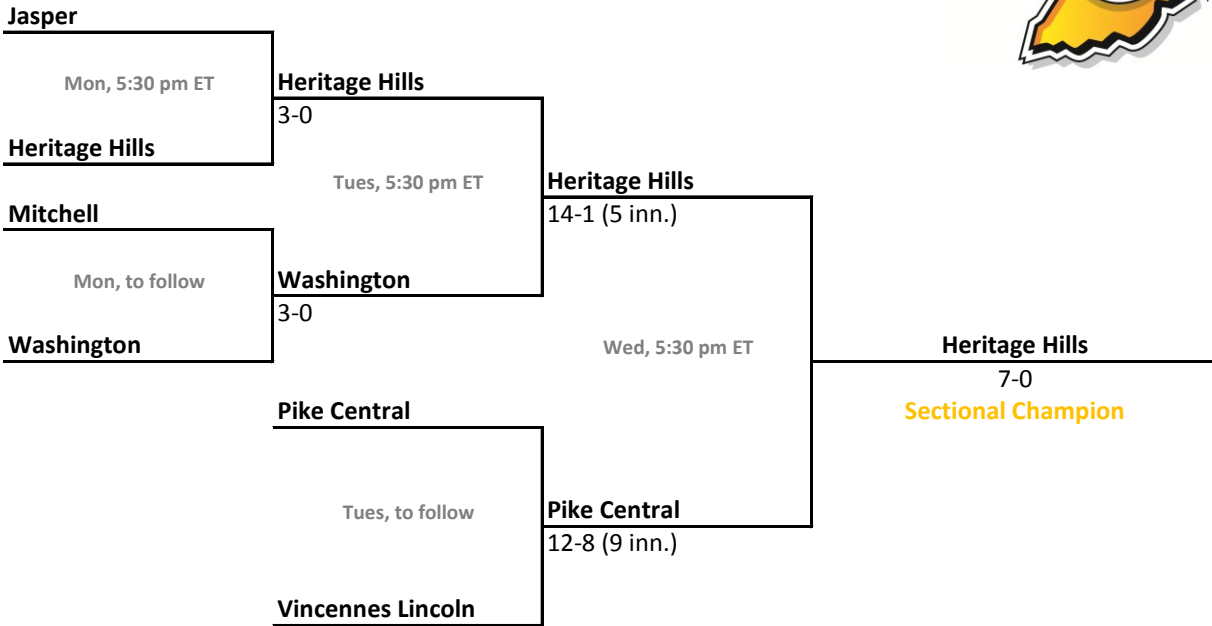 Jasper
Mon, 5:30 pm ET
Heritage Hills
3-0
Heritage Hills
Tues, 5:30 pm ET
Heritage Hills
14-1 (5 inn.)
Mitchell
Mon, to follow
Washington
3-0
Washington
Wed, 5:30 pm ET
Heritage Hills
7-0
Sectional Champion
Pike Central
Tues, to follow
Pike Central
12-8 (9 inn.)
Vincennes Lincoln